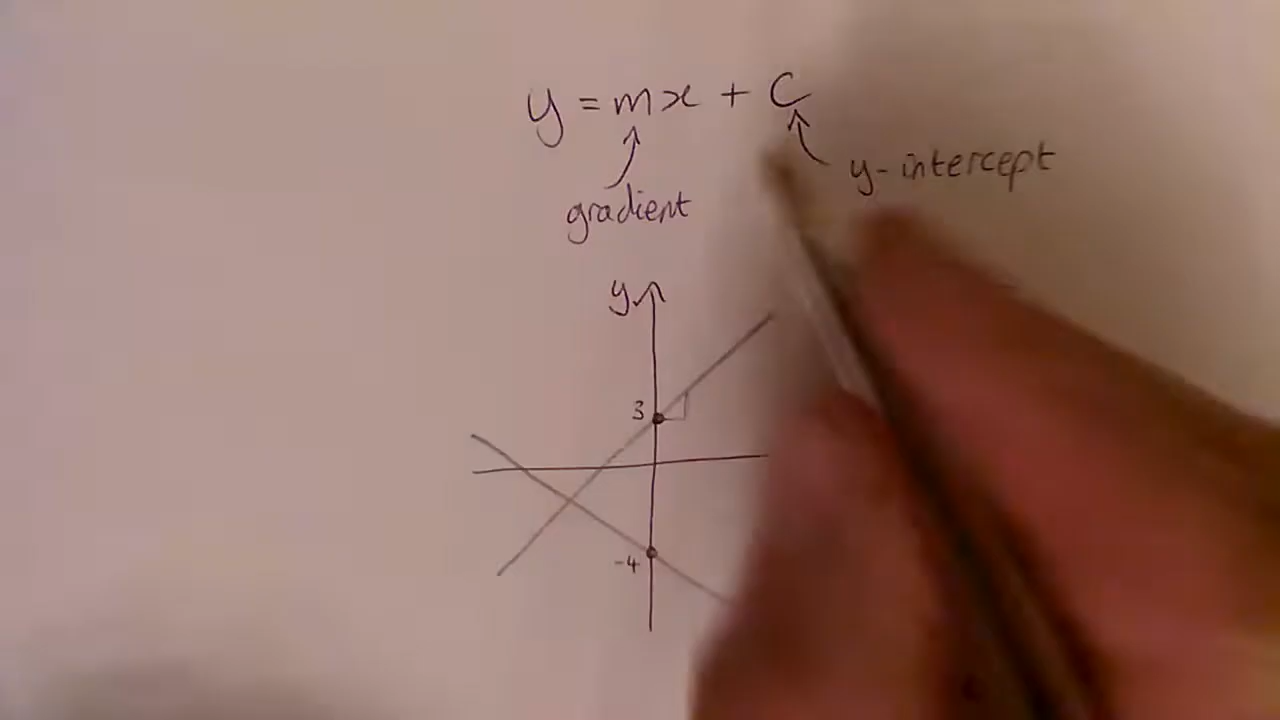 y = mx + C
y-intercept
gradient
y
3
-4